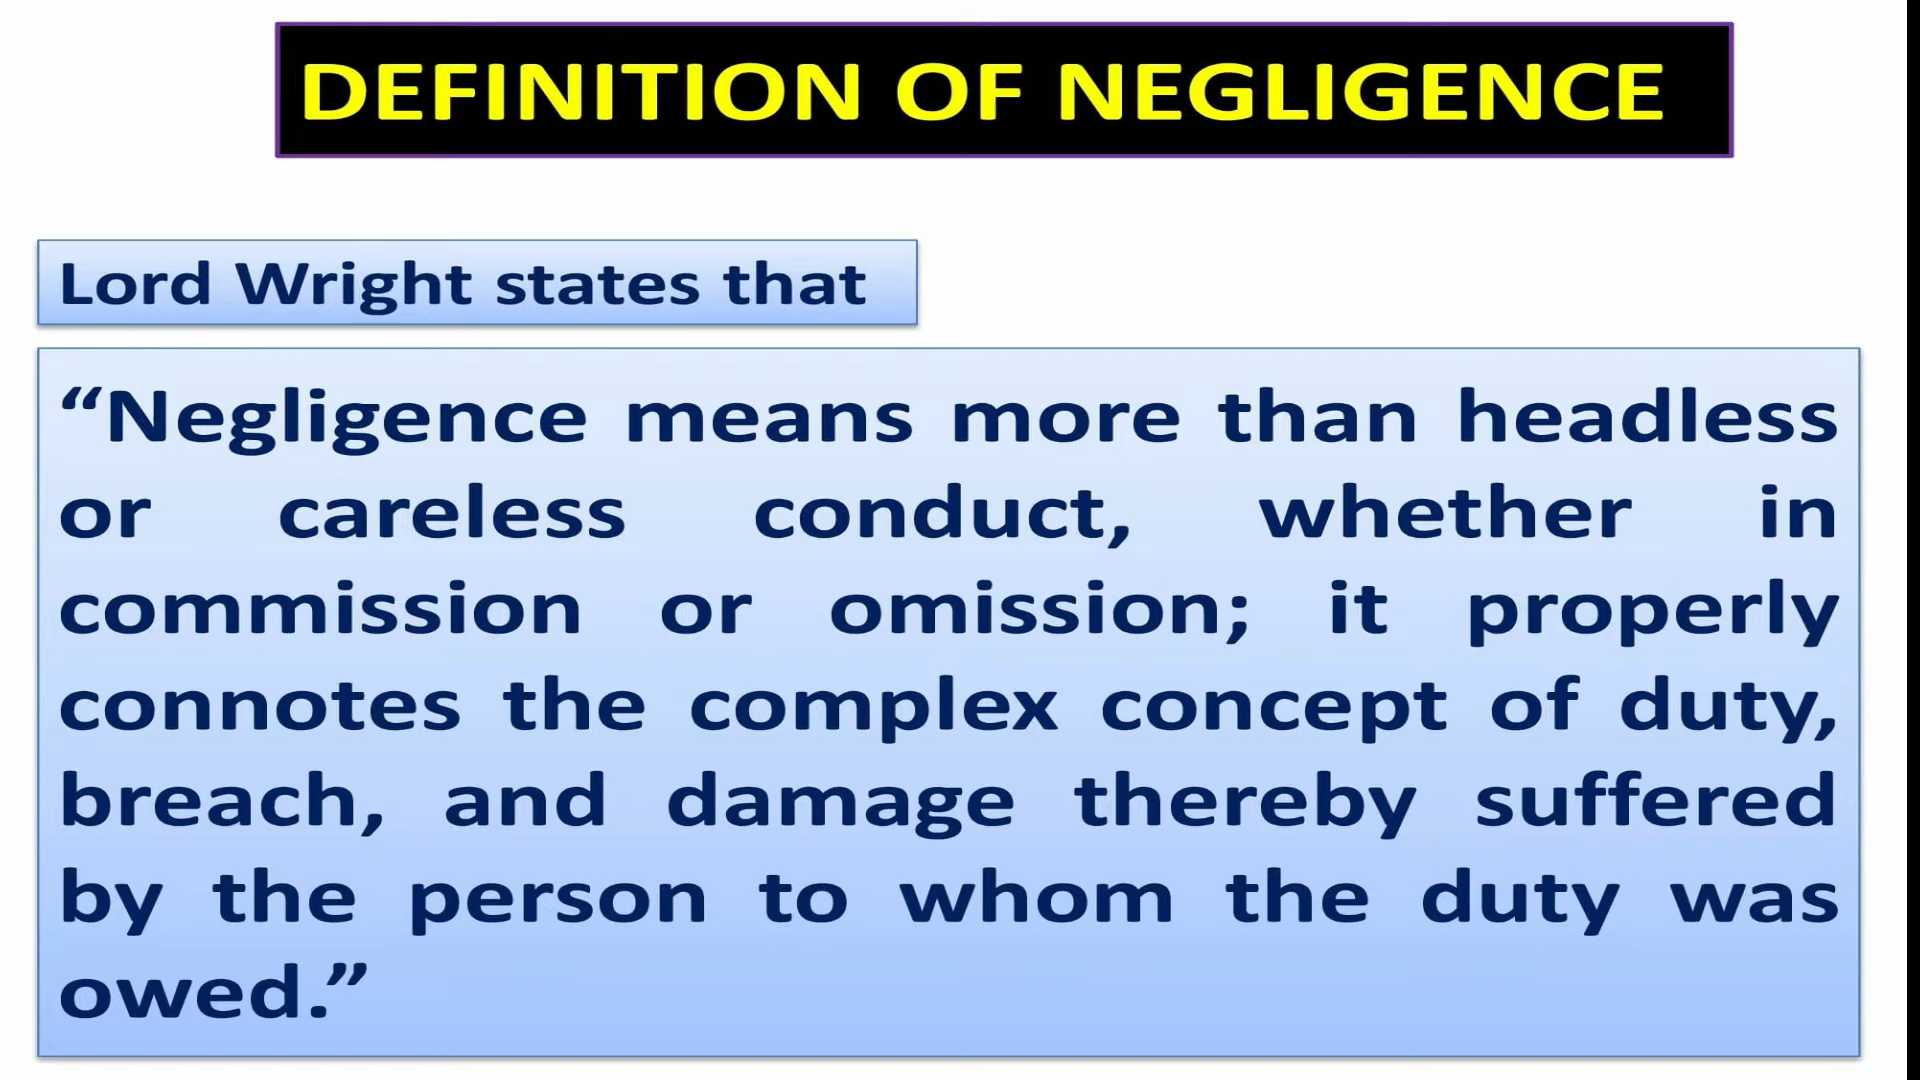 DEFINITION OF NEGLIGENCE
Lord Wright states that
“Negligence means more than headless
or careless conduct, whether in
commission or omission; it properly
connotes the complex concept of duty,
breach, and damage thereby suffered
by the person to whom the duty was
owed.”